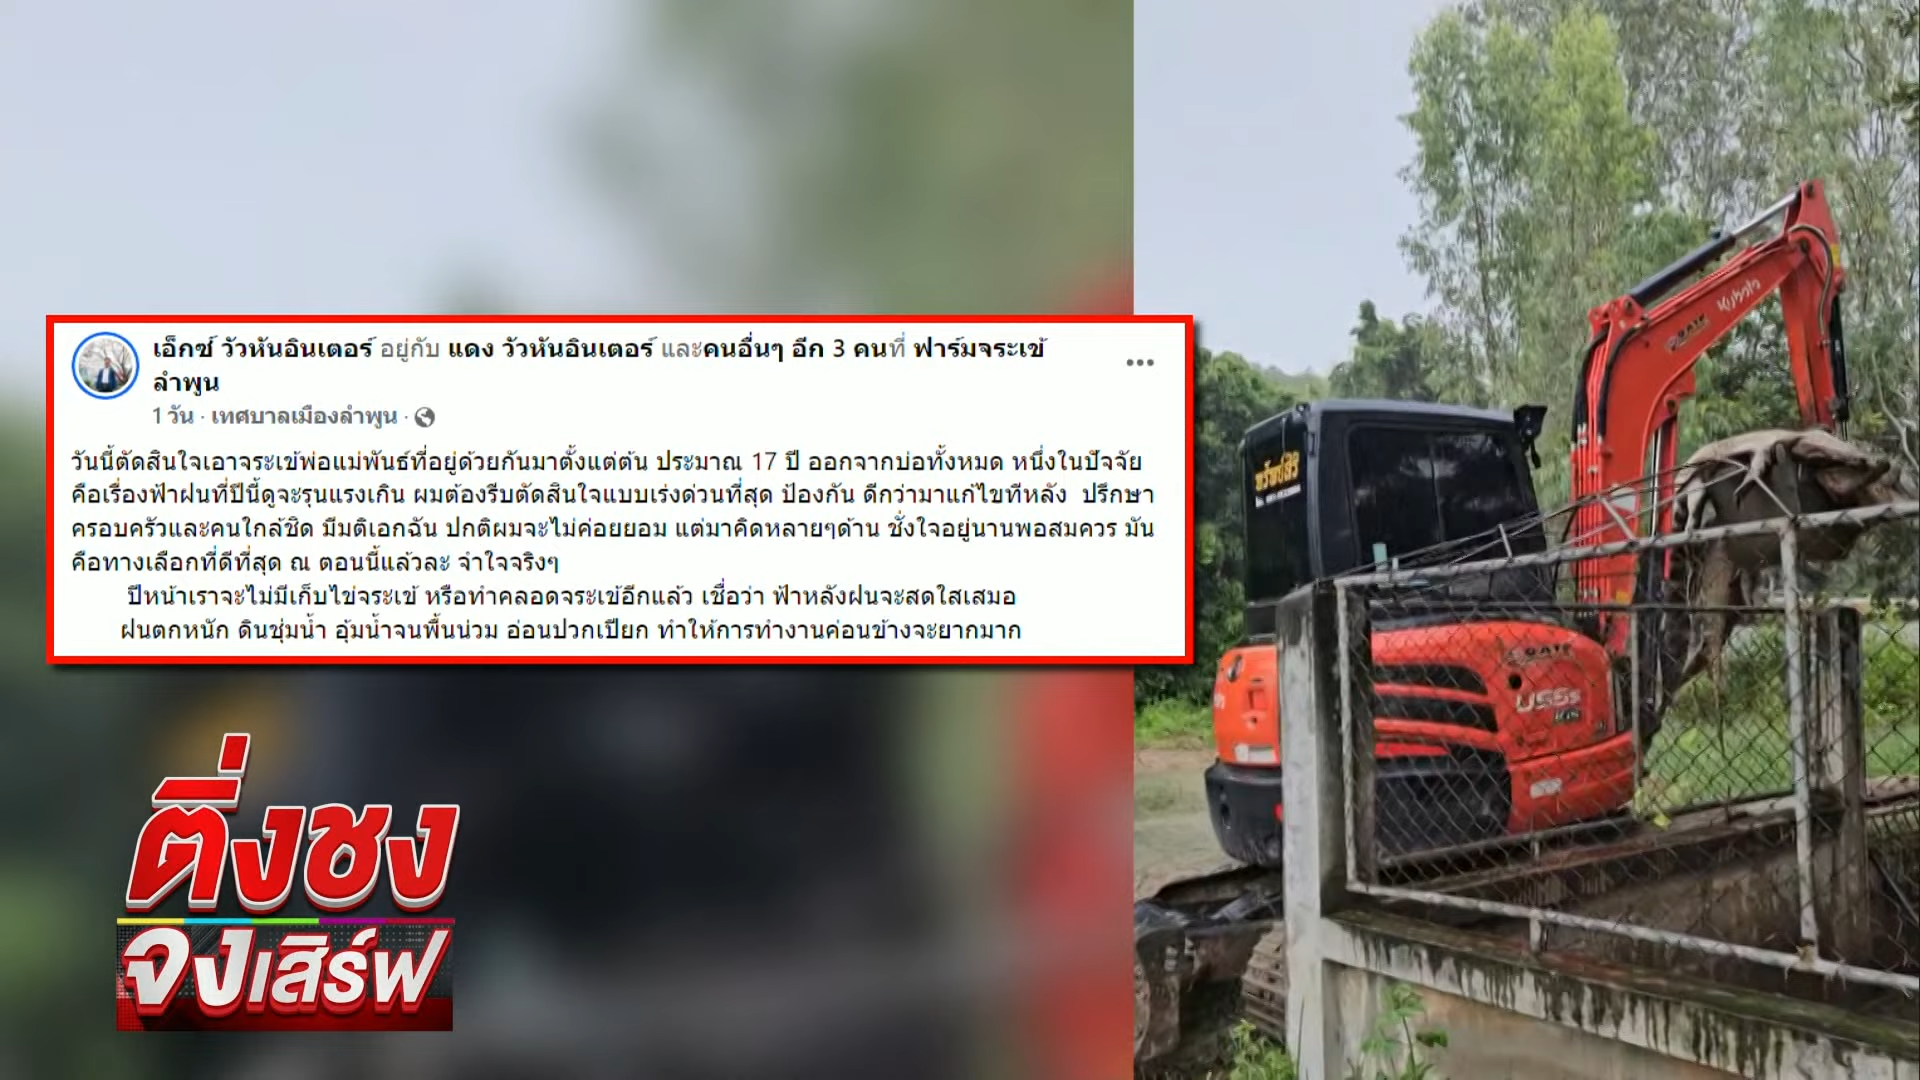 เอ็กซ์ วัวหันอินเตอร์ อยู่กับ แดง วัวหันอินเตอร์ และคนอื่นๆ อีก 3 คนที่ ฟาร์มจระเข้
ลำพูน
1 วัน · เทศบาลเมืองลำพูน ·
วันนี้ตัดสินใจเอาจระเข้พ่อแม่พันธ์ที่อยู่ด้วยกันมาตั้งแต่ต้น ประมาณ 17 ปี ออกจากบ่อทั้งหมด หนึ่งในปัจจัย
คือเรื่องฟ้าฝนที่ปีนี้ดูจะรุนแรงเกิน ผมต้องรีบตัดสินใจแบบเร่งด่วนที่สุด ป้องกัน ดีกว่ามาแก้ไขทีหลัง ปรึกษา
ครอบครัวและคนใกล้ชิด มีมติเอกฉัน ปกติผมจะไม่ค่อยยอม แต่มาคิดหลายๆด้าน ชั่งใจอยู่นานพอสมควร มัน
คือทางเลือกที่ดีที่สุด ณ ตอนนี้แล้วละ จำใจจริงๆ
ปีหน้าเราจะไม่มีเก็บไข่จระเข้ หรือทำคลอดจระเข้อีกแล้ว เชื่อว่า ฟ้าหลังฝนจะสดใสเสมอ
ฝนตกหนัก ดินชุ่มน้ำ อุ้มน้ำจนพื้นน่วม อ่อนปวกเปียก ทำให้การทำงานค่อนข้างจะยากมาก
Kubota
ทรัพย์สิริ
U55s
ติ่งชง
จงเสิร์ฟ